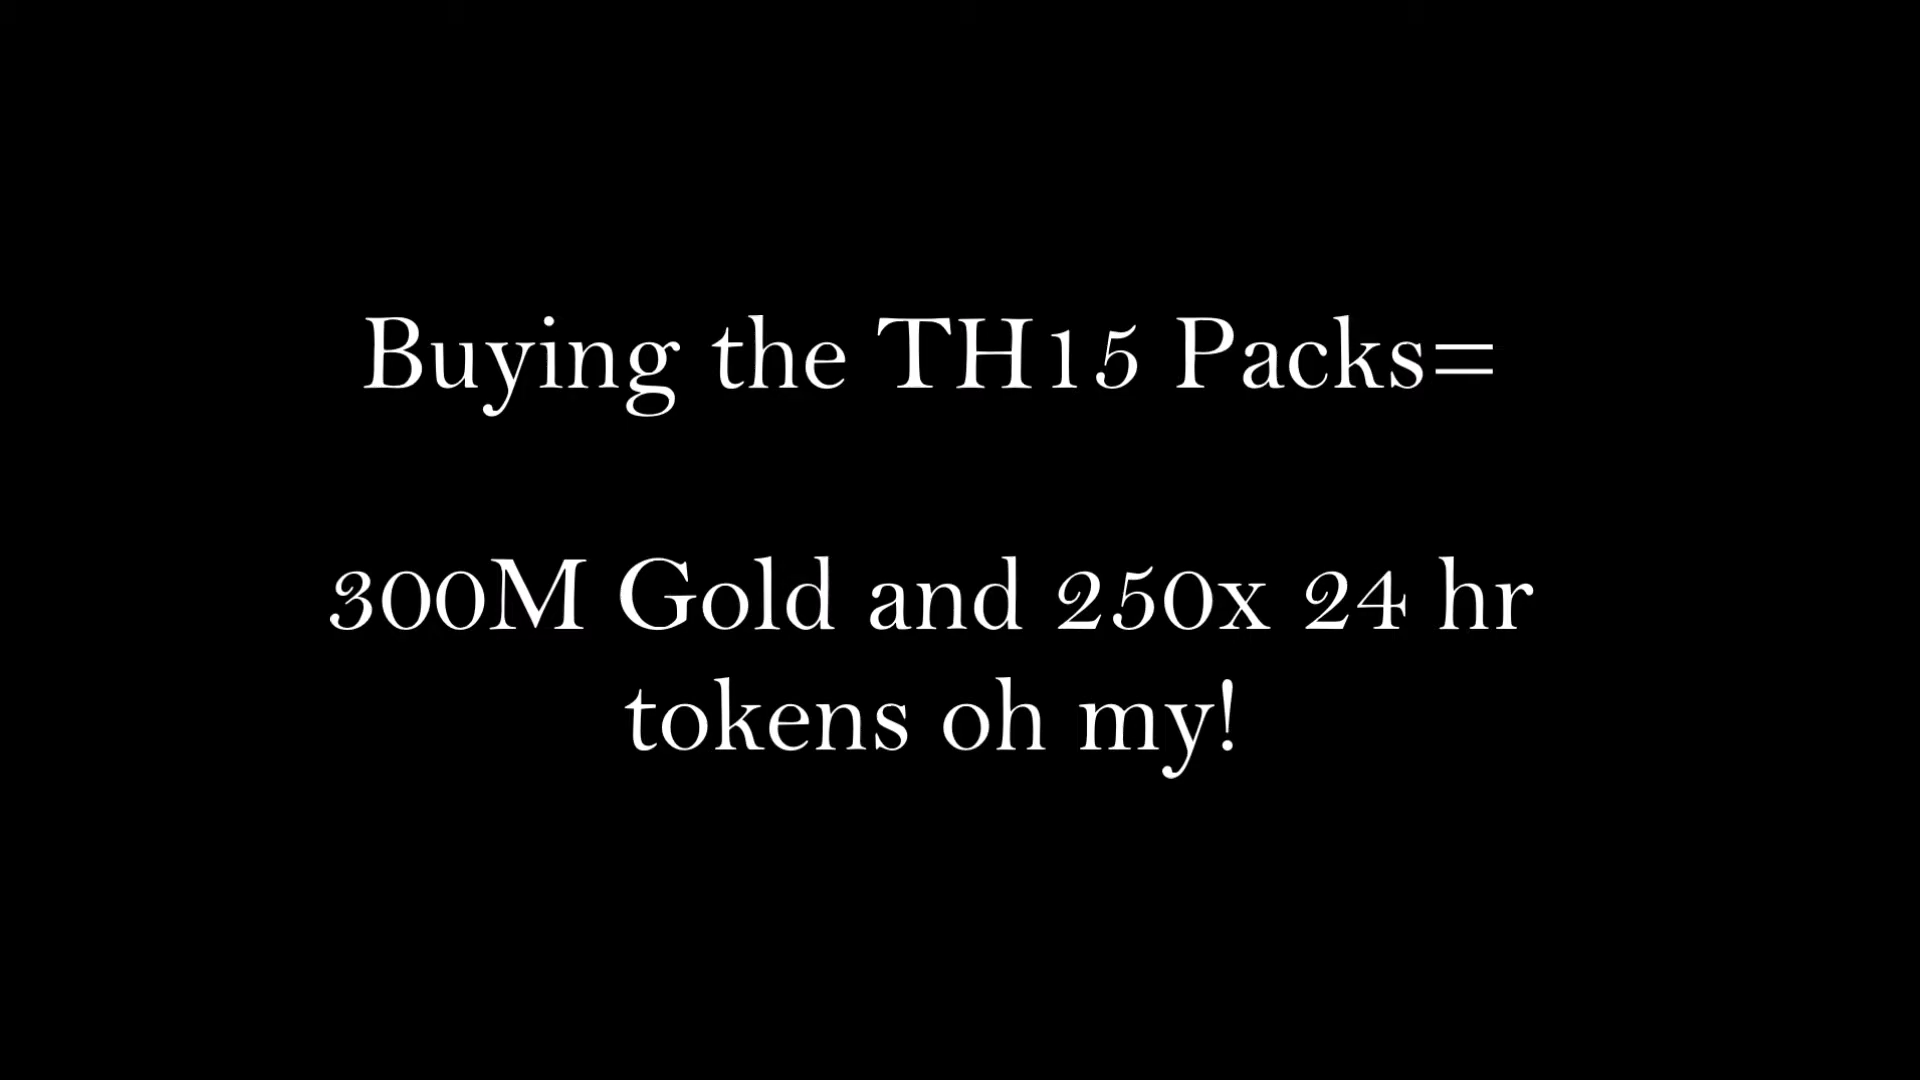 Buying the TH15 Packs=
300M Gold and 250x 24 hr
tokens oh my!